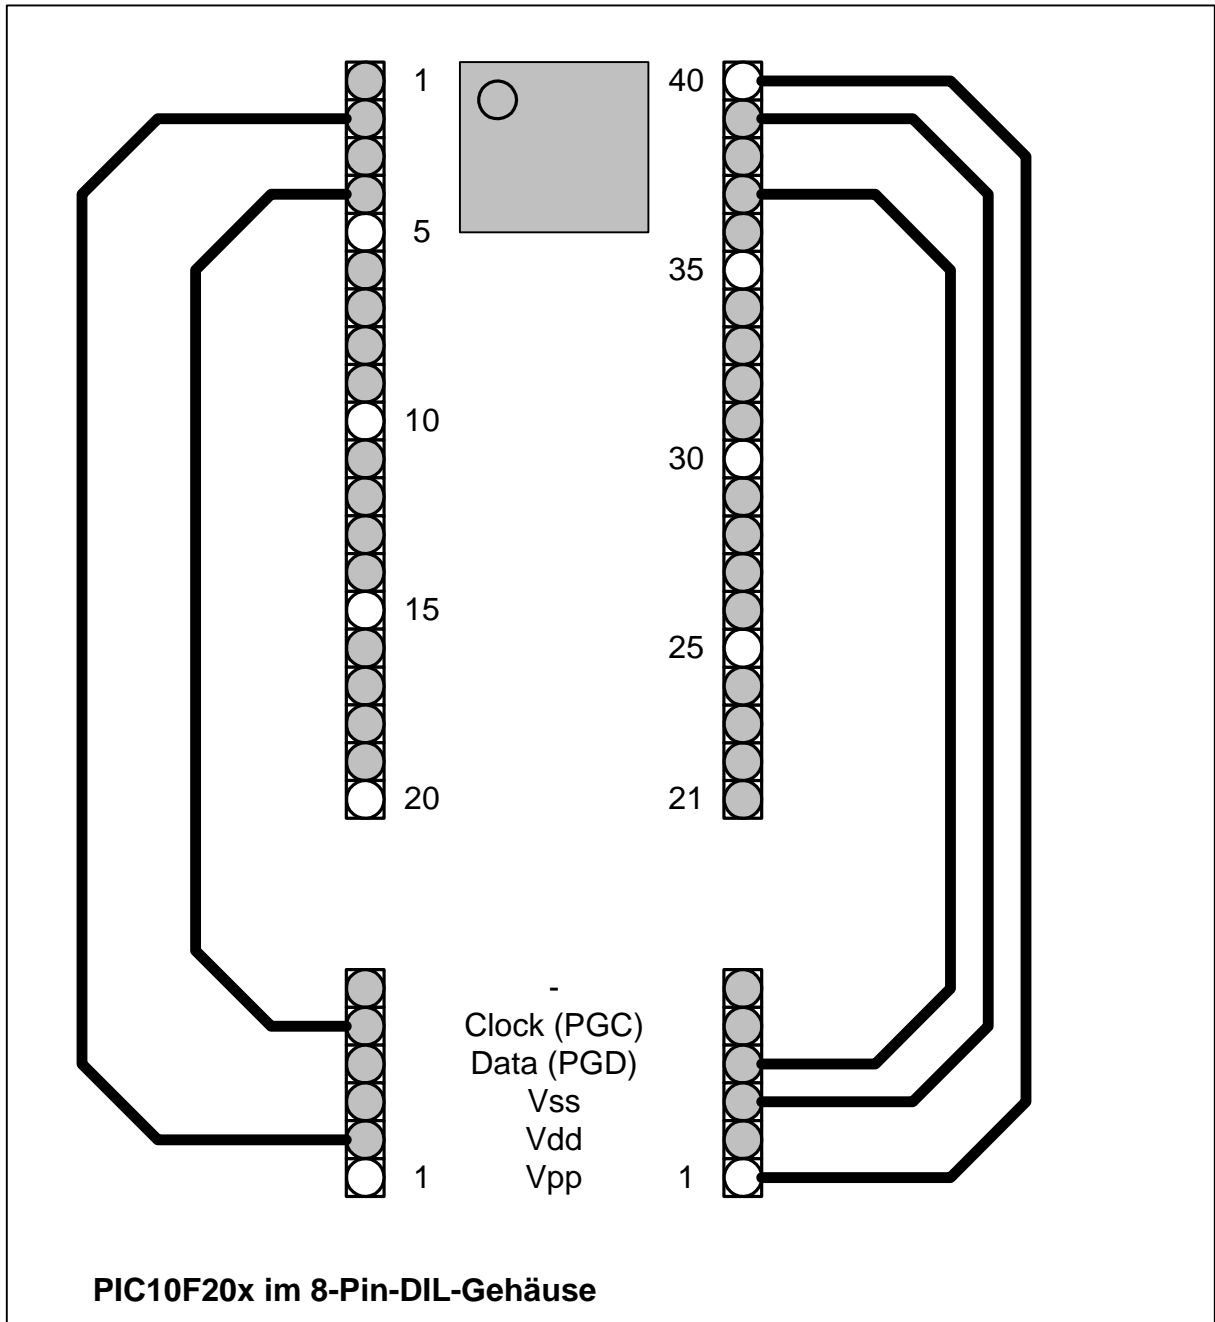 1 40
5
35
10
30
15
25
20 21
-
Clock (PGC)
Data (PGD)
Vss
Vdd
1 Vpp 1
PIC10F20x im 8-Pin-DIL-Gehäuse